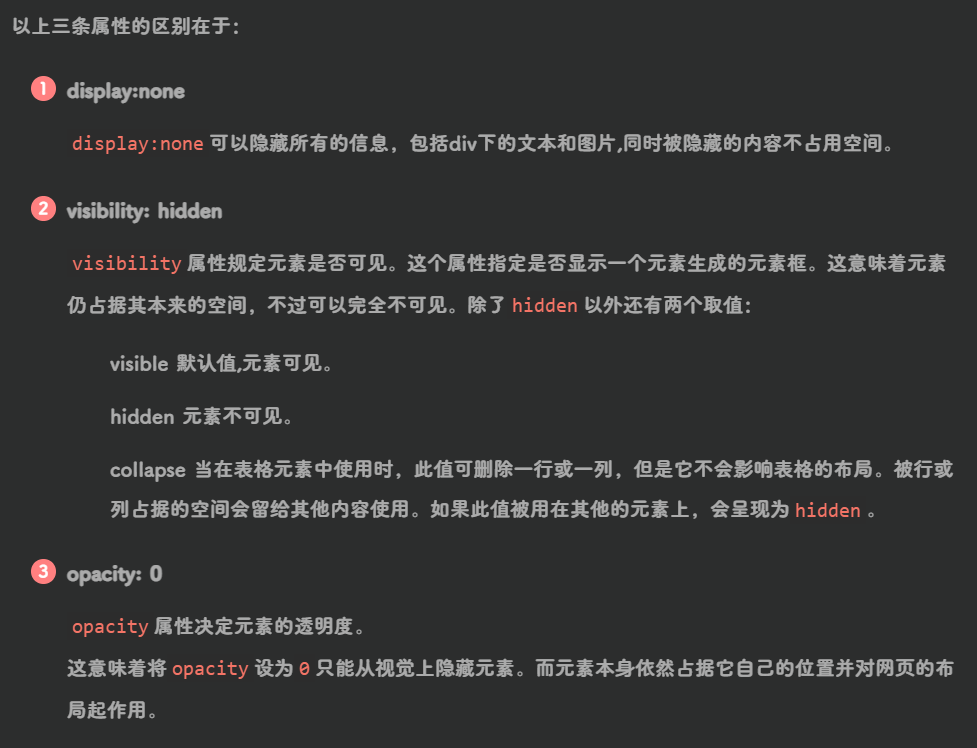 以上三条属性的区别在于：
1 display:none
display:none 可以隐藏所有的信息，包括div下的文本和图片,同时被隐藏的内容不占用空间。
2 visibility: hidden
visibility 属性规定元素是否可见。这个属性指定是否显示一个元素生成的元素框。这意味着元素
仍占据其本来的空间，不过可以完全不可见。除了 hidden 以外还有两个取值：
visible 默认值,元素可见。
hidden 元素不可见。
collapse 当在表格元素中使用时，此值可删除一行或一列，但是它不会影响表格的布局。被行或
列占据的空间会留给其他内容使用。如果此值被用在其他的元素上，会呈现为 hidden 。
3 opacity: 0
opacity 属性决定元素的透明度。
这意味着将 opacity 设为 0 只能从视觉上隐藏元素。而元素本身依然占据它自己的位置并对网页的布
局起作用。